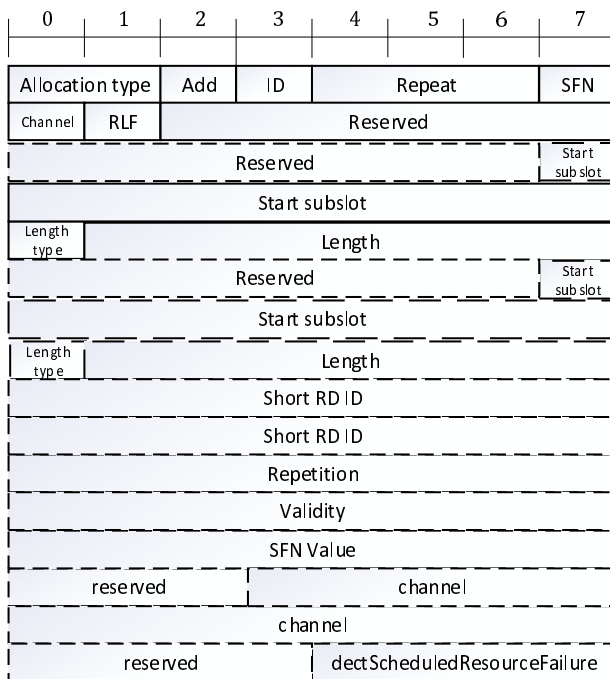 0 1 2 3 4 5 6 7
Allocation type Add ID Repeat SFN
Channel RLF Reserved
Reserved Start subslot
Start subslot
Length type Length
Reserved Start subslot
Start subslot
Length type Length
Short RD ID
Short RD ID
Repetition
Validity
SFN Value
reserved channel
channel
reserved dectScheduledResourceFailure